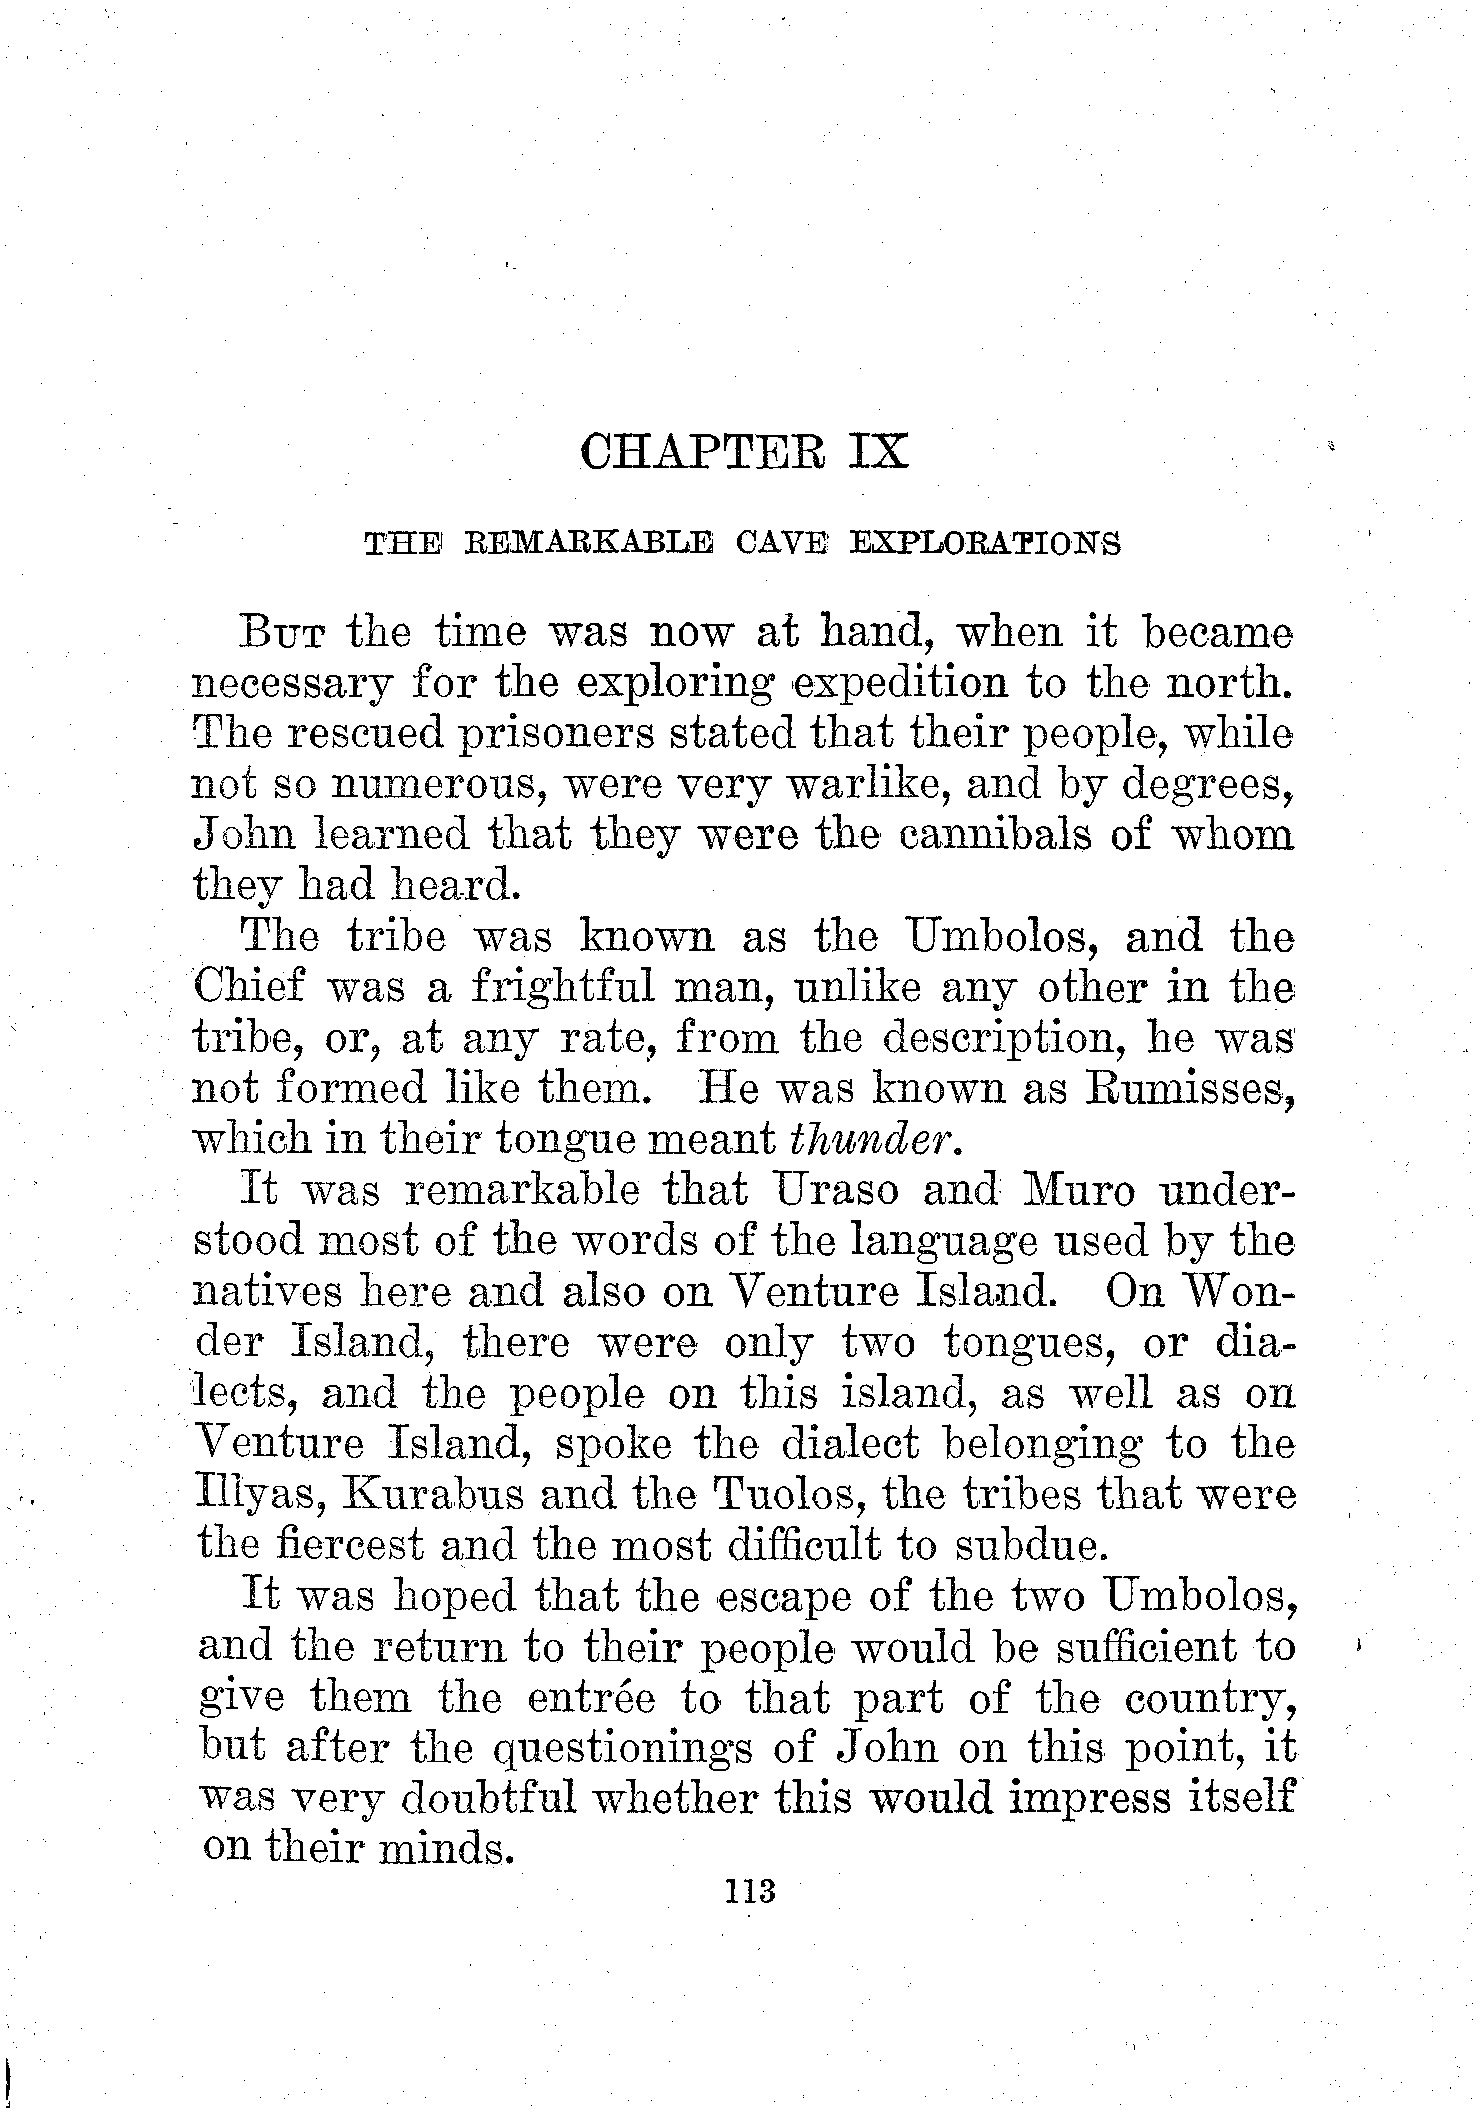 CHAPTER IX
THE REMARKABLE CAVE EXPLORATIONS
BUT the time was now at hand, when it became
necessary for the exploring expedition to the north.
The rescued prisoners stated that their people, while
not so numerous, were very warlike, and by degrees,
John learned that they were the cannibals of whom
they had heard.
The tribe was known as the Umbolos, and the
Chief was a frightful man, unlike any other in the
tribe, or, at any rate, from the description, he was
not formed like them. He was known as Rumisses,
which in their tongue meant thunder.
It was remarkable that Uraso and Muro under-
stood most of the words of the language used by the
natives here and also on Venture Island. On Won-
der Island, there were only two tongues, or dia-
lects, and the people on this island, as well as on
Venture Island, spoke the dialect belonging to the
Illyas, Kurabus and the Tuolos, the tribes that were
the fiercest and the most difficult to subdue.
It was hoped that the escape of the two Umbolos,
and the return to their people would be sufficient to
give them the entrée to that part of the country,
but after the questionings of John on this point, it
was very doubtful whether this would impress itself
on their minds.
113